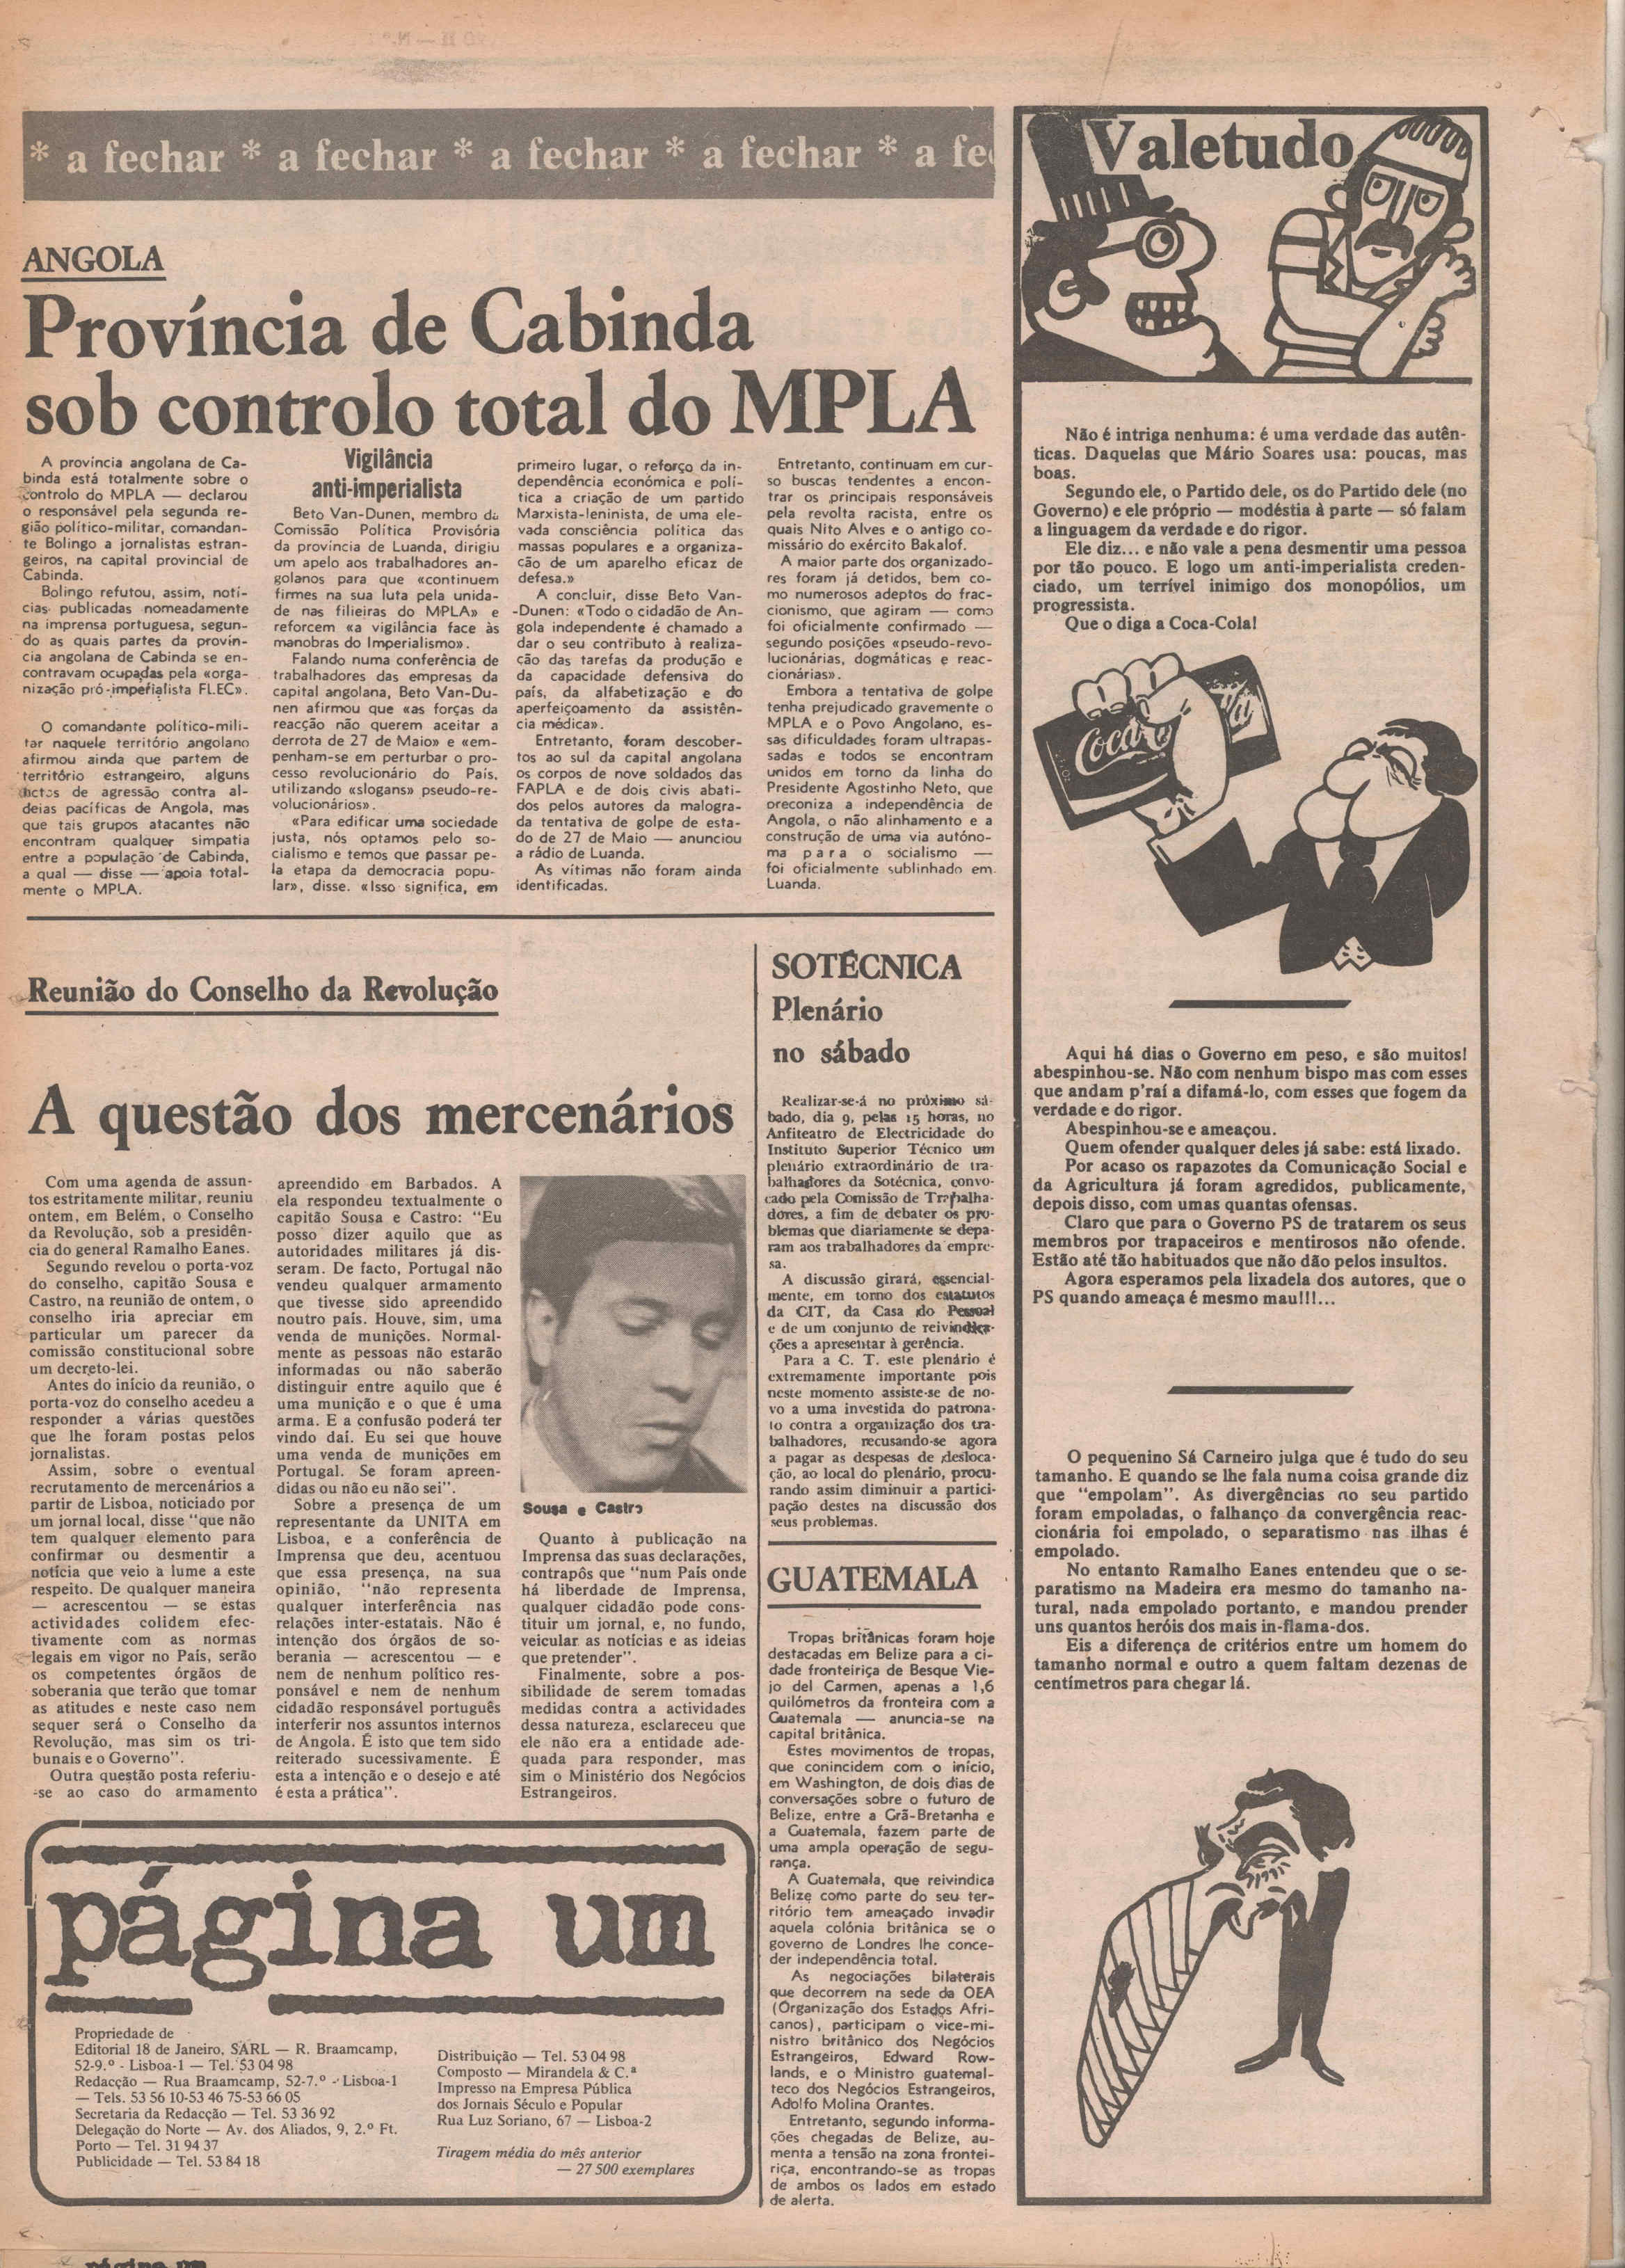 * a fechar * a fechar * a fechar * a fechar * a fe
ANGOLA
Província de Cabinda
sob controlo total do MPLA
A província angolana de Ca-
binda está totalmente sobre o
controlo do MPLA — declarou
o responsável pela segunda re-
gião político-militar, comandan-
te Bolingo a jornalistas estran-
geiros, na capital provincial de
Cabinda.
Bolingo refutou, assim, notí-
cias publicadas nomeadamente
na imprensa portuguesa, segun-
do as quais partes da provín-
cia angolana de Cabinda se en-
contravam ocupadas pela «orga-
nização pró-imperialista FLEC».
O comandante político-mili-
tar naquele território angolano
afirmou ainda que partem de
território estrangeiro, alguns
actos de agressão contra al-
deias pacíficas de Angola, mas
que tais grupos atacantes não
encontram qualquer simpatia
entre a população de Cabinda,
a qual — disse — apoia total-
mente o MPLA.
Vigilância
anti-imperialista
Beto Van-Dunen, membro da
Comissão Política Provisória
da província de Luanda, dirigiu
um apelo aos trabalhadores an-
golanos para que «continuem
firmes na sua luta pela unida-
de nas filieiras do MPLA» e
reforcem «a vigilância face às
manobras do Imperialismo».
Falando numa conferência de
trabalhadores das empresas da
capital angolana, Beto Van-Du-
nen afirmou que «as forças da
reacção não querem aceitar a
derrota de 27 de Maio» e «em-
penham-se em perturbar o pro-
cesso revolucionário do País,
utilizando «slogans» pseudo-re-
volucionários».
«Para edificar uma sociedade
justa, nós optamos pelo so-
cialismo e temos que passar pe-
la etapa da democracia popu-
lar», disse. «Isso significa, em
primeiro lugar, o reforço da in-
dependência económica e polí-
tica a criação de um partido
Marxista-leninista, de uma ele-
vada consciência política das
massas populares e a organiza-
ção de um aparelho eficaz de
defesa.»
A concluir, disse Beto Van-
-Dunen: «Todo o cidadão de An-
gola independente é chamado a
dar o seu contributo à realiza-
ção das tarefas da produção e
da capacidade defensiva do
país, da alfabetização e do
aperfeiçoamento da assistên-
cia médica».
Entretanto, foram descober-
tos ao sul da capital angolana
os corpos de nove soldados das
FAPLA e de dois civis abati-
dos pelos autores da malogra-
da tentativa de golpe de esta-
do de 27 de Maio — anunciou
a rádio de Luanda.
As vítimas não foram ainda
identificadas.
Entretanto, continuam em cur-
so buscas tendentes a encon-
trar os principais responsáveis
pela revolta racista, entre os
quais Nito Alves e o antigo co-
missário do exército Bakalof.
A maior parte dos organizado-
res foram já detidos, bem co-
mo numerosos adeptos do frac-
cionismo, que agiram — como
foi oficialmente confirmado —
segundo posições «pseudo-revo-
lucionárias, dogmáticas e reac-
cionárias».
Embora a tentativa de golpe
tenha prejudicado gravemente o
MPLA e o Povo Angolano, es-
sas dificuldades foram ultrapas-
sadas e todos se encontram
unidos em torno da linha do
Presidente Agostinho Neto, que
preconiza a independência de
Angola, o não alinhamento e a
construção de uma via autóno-
ma para o socialismo —
foi oficialmente sublinhado em
Luanda.
Reunião do Conselho da Revolução
A questão dos mercenários
Com uma agenda de assun-
tos estritamente militar, reuniu
ontem, em Belém, o Conselho
da Revolução, sob a presidên-
cia do general Ramalho Eanes.
Segundo revelou o porta-voz
do conselho, capitão Sousa e
Castro, na reunião de ontem, o
conselho iria apreciar em
particular um parecer da
comissão constitucional sobre
um decreto-lei.
Antes do início da reunião, o
porta-voz do conselho acedeu a
responder a várias questões
que lhe foram postas pelos
jornalistas.
Assim, sobre o eventual
recrutamento de mercenários a
partir de Lisboa, noticiado por
um jornal local, disse "que não
tem qualquer elemento para
confirmar ou desmentir a
notícia que veio à lume a este
respeito. De qualquer maneira
— acrescentou — se estas
actividades colidem efec-
tivamente com as normas
legais em vigor no País, serão
os competentes órgãos de
soberania que terão que tomar
as atitudes e neste caso nem
sequer será o Conselho da
Revolução, mas sim os tri-
bunais e o Governo".
Outra questão posta referiu-
-se ao caso do armamento
apreendido em Barbados. A
ela respondeu textualmente o
capitão Sousa e Castro: "Eu
posso dizer aquilo que as
autoridades militares já dis-
seram. De facto, Portugal não
vendeu qualquer armamento
que tivesse sido apreendido
noutro país. Houve, sim, uma
venda de munições. Normal-
mente as pessoas não estarão
informadas ou não saberão
distinguir entre aquilo que é
uma munição e o que é uma
arma. E a confusão poderá ter
vindo daí. Eu sei que houve
uma venda de munições em
Portugal. Se foram apreen-
didas ou não eu não sei".
Sobre a presença de um
representante da UNITA em
Lisboa, e a conferência de
Imprensa que deu, acentuou
que essa presença, na sua
opinião, "não representa
qualquer interferência nas
relações inter-estatais. Não é
intenção dos órgãos de so-
berania — acrescentou — e
nem de nenhum político res-
ponsável e nem de nenhum
cidadão responsável português
interferir nos assuntos internos
de Angola. É isto que tem sido
reiterado sucessivamente. É
esta a intenção e o desejo e até
é esta a prática".
Sousa e Castro
Quanto à publicação na
Imprensa das suas declarações,
contrapôs que "num País onde
há liberdade de Imprensa,
qualquer cidadão pode cons-
tituir um jornal, e, no fundo,
veicular as notícias e as ideias
que pretender".
Finalmente, sobre a pos-
sibilidade de serem tomadas
medidas contra a actividades
dessa natureza, esclareceu que
ele não era a entidade ade-
quada para responder, mas
sim o Ministério dos Negócios
Estrangeiros.
SOTÉCNICA
Plenário
no sábado
Realizar-se-á no próximo sá-
bado, dia 9, pelas 15 horas, no
Anfiteatro de Electricidade do
Instituto Superior Técnico um
plenário extraordinário de tra-
balhadores da Sotécnica, convo-
cado pela Comissão de Trabalha-
dores, a fim de debater os pro-
blemas que diariamente se depa-
ram aos trabalhadores da empre-
sa.
A discussão girará, essencial-
mente, em torno dos estatutos
da CIT, da Casa do Pessoal
e de um conjunto de reivindica-
ções a apresentar à gerência.
Para a C. T. este plenário é
extremamente importante pois
neste momento assiste-se de no-
vo a uma investida do patrona-
to contra a organização dos tra-
balhadores, recusando-se agora
a pagar as despesas de desloca-
ção, ao local do plenário, procu-
rando assim diminuir a partici-
pação destes na discussão dos
seus problemas.
GUATEMALA
Tropas britânicas foram hoje
destacadas em Belize para a ci-
dade fronteiriça de Besque Vie-
jo del Carmen, apenas a 1,6
quilómetros da fronteira com a
Guatemala — anuncia-se na
capital britânica.
Estes movimentos de tropas,
que conincidem com o início,
em Washington, de dois dias de
conversações sobre o futuro de
Belize, entre a Grã-Bretanha e
a Guatemala, fazem parte de
uma ampla operação de segu-
rança.
A Guatemala, que reivindica
Belize como parte do seu ter-
ritório tem ameaçado invadir
aquela colónia britânica se o
governo de Londres lhe conce-
der independência total.
As negociações bilaterais
que decorrem na sede da OEA
(Organização dos Estados Afri-
canos), participam o vice-mi-
nistro britânico dos Negócios
Estrangeiros, Edward Row-
lands, e o Ministro guatemal-
teco dos Negócios Estrangeiros,
Adolfo Molina Orantes.
Entretanto, segundo informa-
ções chegadas de Belize, au-
menta a tensão na zona frontei-
riça, encontrando-se as tropas
de ambos os lados em estado
de alerta.
página um
Propriedade de
Editorial 18 de Janeiro, SARL — R. Braamcamp,
52-9.º - Lisboa-1 — Tel. 53 04 98
Redacção — Rua Braamcamp, 52-7.º - Lisboa-1
— Tels. 53 56 10-53 46 75-53 66 05
Secretaria da Redacção — Tel. 53 36 92
Delegação do Norte — Av. dos Aliados, 9, 2.º Ft.
Porto — Tel. 31 94 37
Publicidade — Tel. 53 84 18
Distribuição — Tel. 53 04 98
Composto — Mirandela & C.ª
Impresso na Empresa Pública
dos Jornais Século e Popular
Rua Luz Soriano, 67 — Lisboa-2
Tiragem média do mês anterior
— 27 500 exemplares
Valetudo
Não é intriga nenhuma: é uma verdade das autên-
ticas. Daquelas que Mário Soares usa: poucas, mas
boas.
Segundo ele, o Partido dele, os do Partido dele (no
Governo) e ele próprio — modéstia à parte — só falam
a linguagem da verdade e do rigor.
Ele diz... e não vale a pena desmentir uma pessoa
por tão pouco. E logo um anti-imperialista creden-
ciado, um terrível inimigo dos monopólios, um
progressista.
Que o diga a Coca-Cola!
Coca
Aqui há dias o Governo em peso, e são muitos!
abespinhou-se. Não com nenhum bispo mas com esses
que andam p'raí a difamá-lo, com esses que fogem da
verdade e do rigor.
Abespinhou-se e ameaçou.
Quem ofender qualquer deles já sabe: está lixado.
Por acaso os rapazotes da Comunicação Social e
da Agricultura já foram agredidos, publicamente,
depois disso, com umas quantas ofensas.
Claro que para o Governo PS de tratarem os seus
membros por trapaceiros e mentirosos não ofende.
Estão até tão habituados que não dão pelos insultos.
Agora esperamos pela lixadela dos autores, que o
PS quando ameaça é mesmo mau!!!...
O pequenino Sá Carneiro julga que é tudo do seu
tamanho. E quando se lhe fala numa coisa grande diz
que "empolam". As divergências no seu partido
foram empoladas, o falhanço da convergência reac-
cionária foi empolado, o separatismo nas ilhas é
empolado.
No entanto Ramalho Eanes entendeu que o se-
paratismo na Madeira era mesmo do tamanho na-
tural, nada empolado portanto, e mandou prender
uns quantos heróis dos mais in-flama-dos.
Eis a diferença de critérios entre um homem do
tamanho normal e outro a quem faltam dezenas de
centímetros para chegar lá.